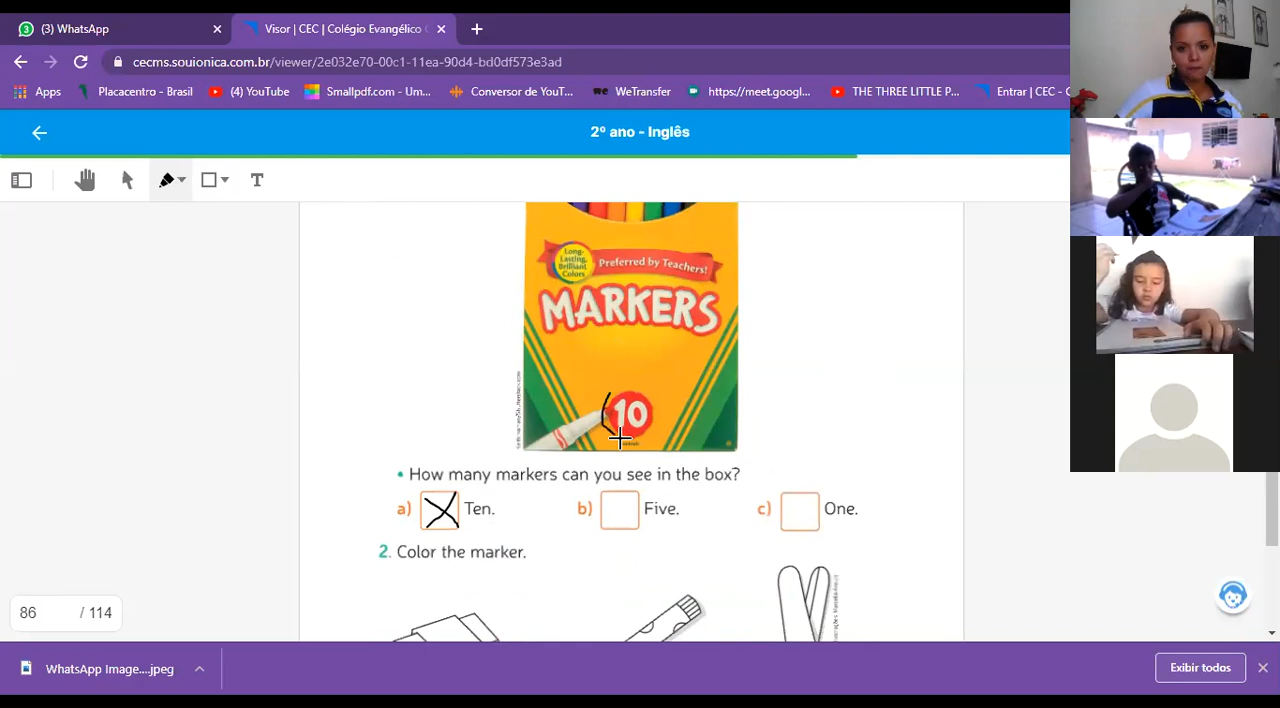 (3) WhatsApp
Visor | CEC | Colégio Evangélico C
cecms.souionica.com.br/viewer/2e032e70-00c1-11ea-90d4-bd0df573e3ad
Apps
Placacentro - Brasil
(4) YouTube
Smallpdf.com - Um...
Conversor de YouT...
WeTransfer
https://meet.googl...
THE THREE LITTLE P...
Entrar | CEC - C
2º ano - Inglês
T
Long-
Lasting,
Brilliant
Colors
Preferred by Teachers!
MARKERS
10
• How many markers can you see in the box?
a) Ten. b) Five. c) One.
2. Color the marker.
86 / 114
WhatsApp Image....jpeg
Exibir todos